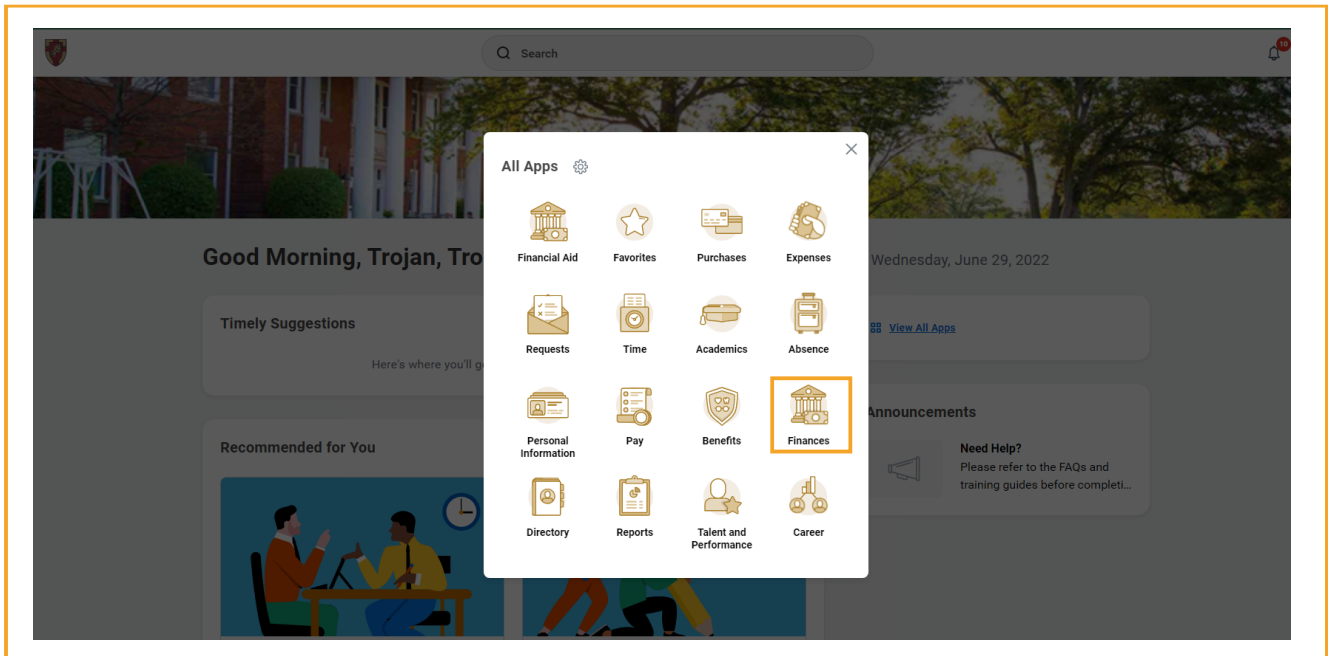 Search
10
All Apps
Financial Aid
Favorites
Purchases
Expenses
Requests
Time
Academics
Absence
Personal
Information
Pay
Benefits
Finances
Directory
Reports
Talent and
Performance
Career
Good Morning, Trojan, Tro
Wednesday, June 29, 2022
Timely Suggestions
Here's where you'll g
View All Apps
Recommended for You
Announcements
Need Help?
Please refer to the FAQs and
training guides before completi...